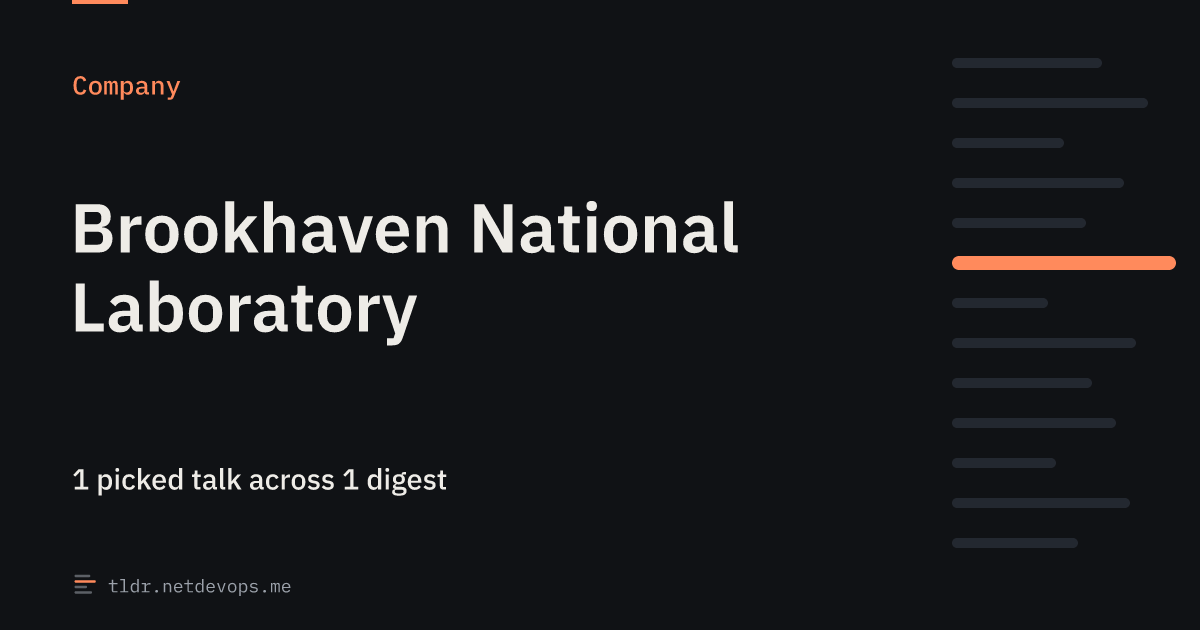 Company
Brookhaven National
Laboratory
1 picked talk across 1 digest
tldr.netdevops.me